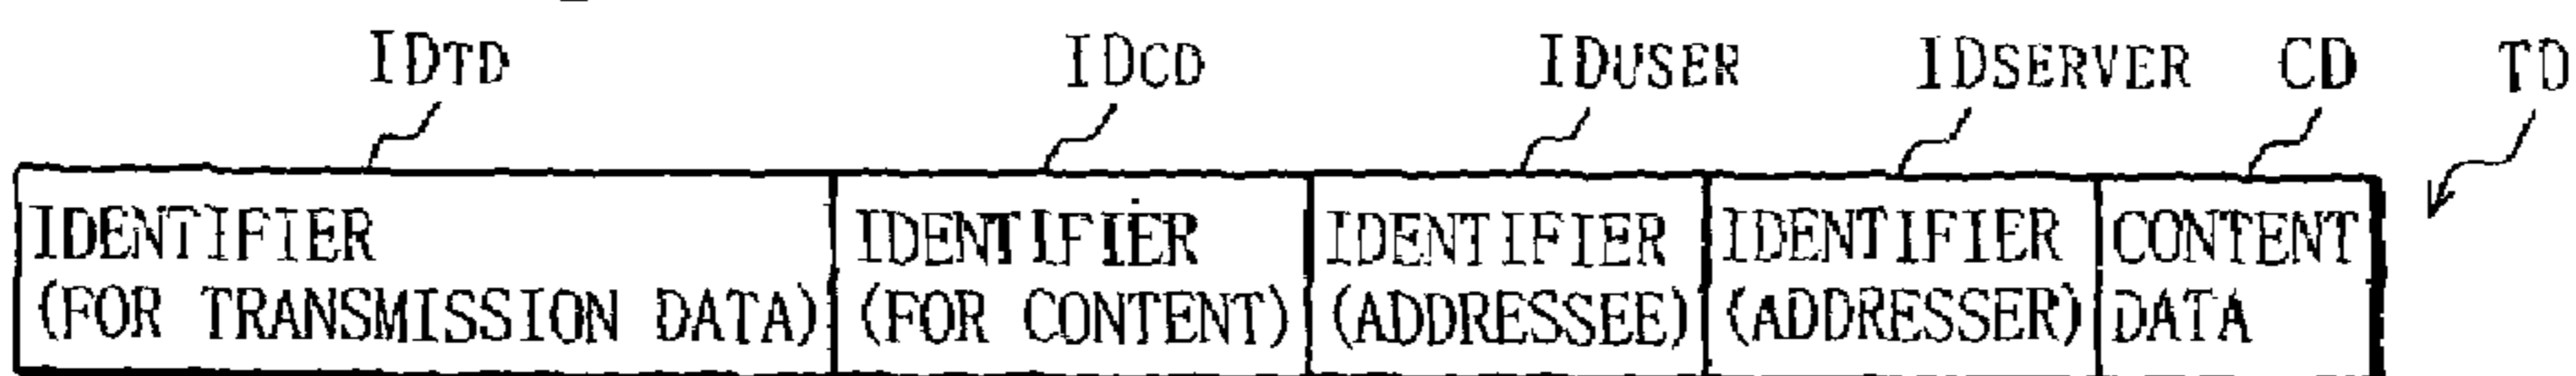 IDTD IDCD IDUSER IDSERVER CD TD
IDENTIFIER IDENTIFIER IDENTIFIER IDENTIFIER CONTENT
(FOR TRANSMISSION DATA) (FOR CONTENT) (ADDRESSEE) (ADDRESSER) DATA